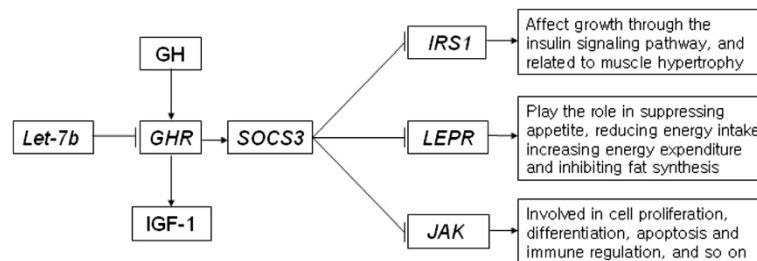 GH
Let-7b
GHR
SOCS3
IGF-1
IRS1
LEPR
JAK
Affect growth through the
insulin signaling pathway, and
related to muscle hypertrophy
Play the role in suppressing
appetite, reducing energy intake
increasing energy expenditure
and inhibiting fat synthesis
Involved in cell proliferation,
differentiation, apoptosis and
immune regulation, and so on